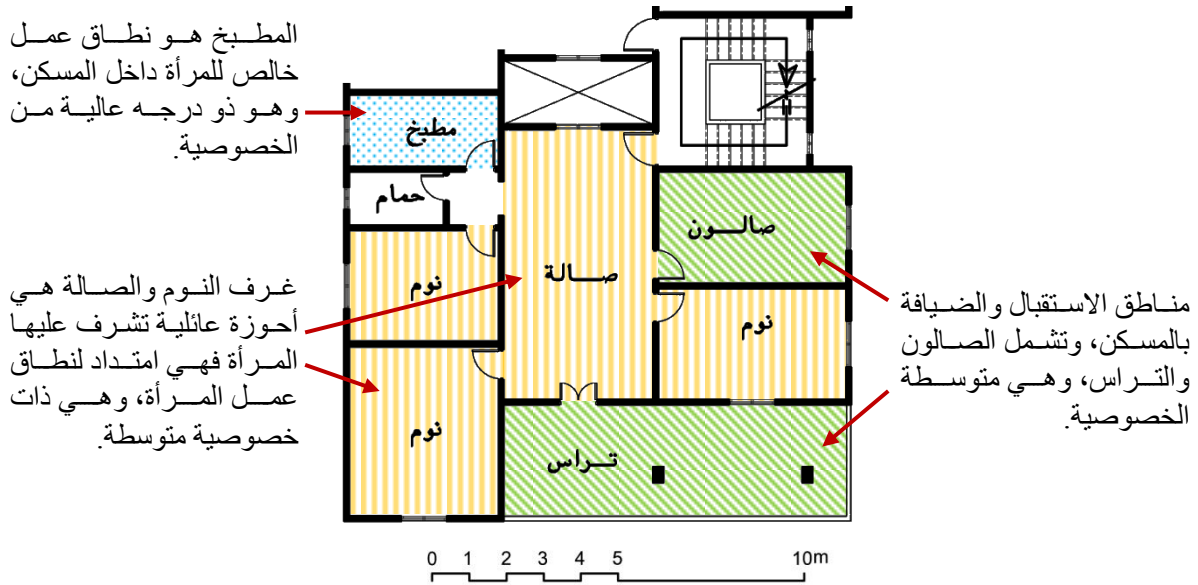 المطبخ هو نطاق عمل
خالص للمرأة داخل المسكن،
وهو ذو درجه عالية من
الخصوصية.
مطبخ
حمام
صالون
صالة
نوم
غرف النوم والصالة هي
أحوزة عائلية تشرف عليها
المرأة فهي امتداد لنطاق
عمل المرأة، وهي ذات
خصوصية متوسطة.
نوم
مناطق الاستقبال والضيافة
بالمسكن، وتشمل الصالون
والتراس، وهي متوسطة
الخصوصية.
نوم
تراس
0 1 2 3 4 5 10m